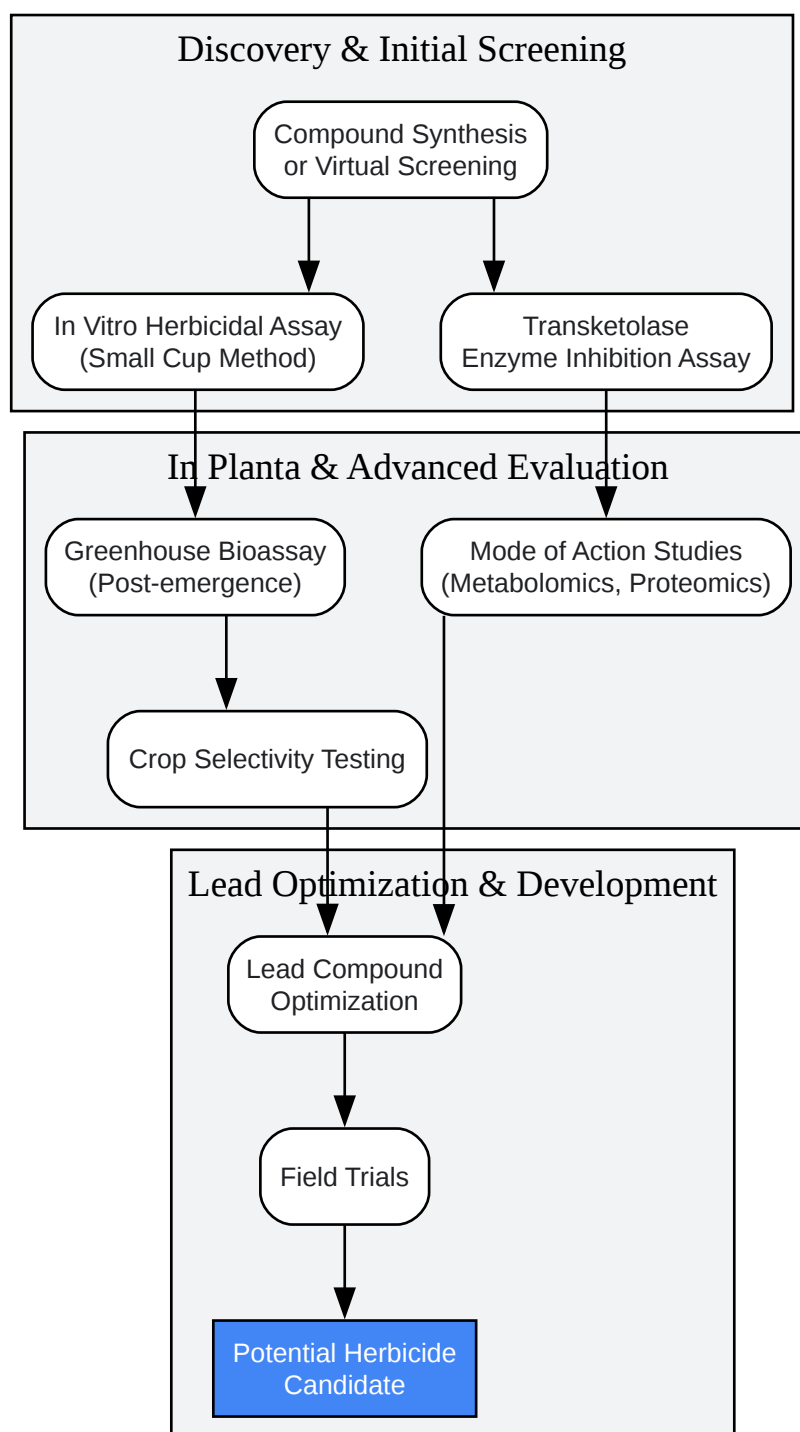 Discovery & Initial Screening
Compound Synthesis
or Virtual Screening
In Vitro Herbicidal Assay
(Small Cup Method)
Transketolase
Enzyme Inhibition Assay
In Planta & Advanced Evaluation
Greenhouse Bioassay
(Post-emergence)
Mode of Action Studies
(Metabolomics, Proteomics)
Crop Selectivity Testing
Lead Optimization & Development
Lead Compound
Optimization
Field Trials
Potential Herbicide
Candidate